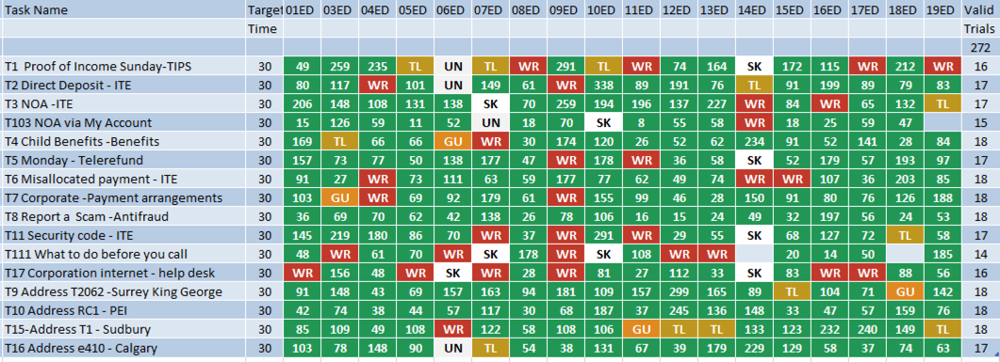 Task Name Target 01ED 03ED 04ED 05ED 06ED 07ED 08ED 09ED 10ED 11ED 12ED 13ED 14ED 15ED 16ED 17ED 18ED 19ED Valid
Time Trials
272
T1 Proof of Income Sunday-TIPS 30 49 259 235 TL UN TL WR 291 TL WR 74 164 SK 172 115 WR 212 WR 16
T2 Direct Deposit - ITE 30 80 117 WR 101 UN 149 61 WR 338 89 191 76 TL 91 199 89 79 83 17
T3 NOA -ITE 30 206 148 108 131 138 SK 70 259 194 196 137 227 WR 84 WR 65 132 TL 17
T103 NOA via My Account 30 15 126 59 11 52 UN 18 70 SK 8 55 58 WR 18 25 59 47 15
T4 Child Benefits -Benefits 30 169 TL 66 66 GU WR 30 174 120 26 52 62 234 91 52 141 28 84 18
T5 Monday - Telerefund 30 157 73 77 50 138 177 47 WR 178 WR 36 58 SK 52 179 57 193 97 17
T6 Misallocated payment - ITE 30 91 27 WR 73 111 63 59 177 77 62 49 74 WR WR 107 36 203 85 18
T7 Corporate -Payment arrangements 30 103 GU WR 69 92 179 61 WR 155 99 46 28 150 91 80 76 126 188 18
T8 Report a Scam -Antifraud 30 36 69 70 62 42 138 26 78 106 16 15 24 49 32 197 56 24 53 18
T11 Security code - ITE 30 145 219 180 86 70 WR 37 WR 291 WR 29 55 SK 68 127 72 TL 58 17
T111 What to do before you call 30 48 WR 61 70 WR SK 178 WR SK 108 WR WR 20 14 50 185 14
T17 Corporation internet - help desk 30 WR 156 48 WR SK WR 28 WR 81 27 112 33 SK 83 WR WR 88 56 16
T9 Address T2062 -Surrey King George 30 91 148 43 69 157 163 94 181 109 157 299 165 89 TL 104 71 GU 142 18
T10 Address RC1 - PEI 30 42 74 38 44 57 117 30 68 187 37 245 136 148 33 47 57 159 76 18
T15-Address T1 - Sudbury 30 85 109 49 108 WR 122 58 108 106 GU TL TL 133 123 232 240 149 TL 18
T16 Address e410 - Calgary 30 103 78 148 90 UN TL 54 38 131 67 39 179 229 129 58 37 74 63 17